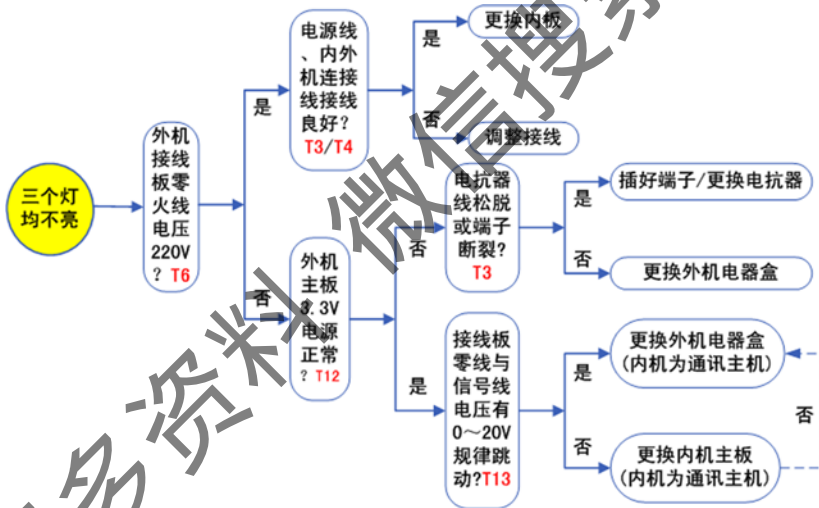 三个灯
均不亮
外机
接线
板零
火线
电压
220V
？T6
是
否
电源线
、内外
机连接
线接线
良好？
T3/T4
是
否
更换内板
调整接线
外机
主板
3.3V
电源
正常
？T12
否
是
电抗器
线松脱
或端子
断裂？
T3
是
否
插好端子/更换电抗器
更换外机电器盒
接线板
零线与
信号线
电压有
0～20V
规律跳
动？T13
是
否
更换外机电器盒
(内机为通讯主机)
更换内机主板
(内机为通讯主机)
否
多资料 微信搜索